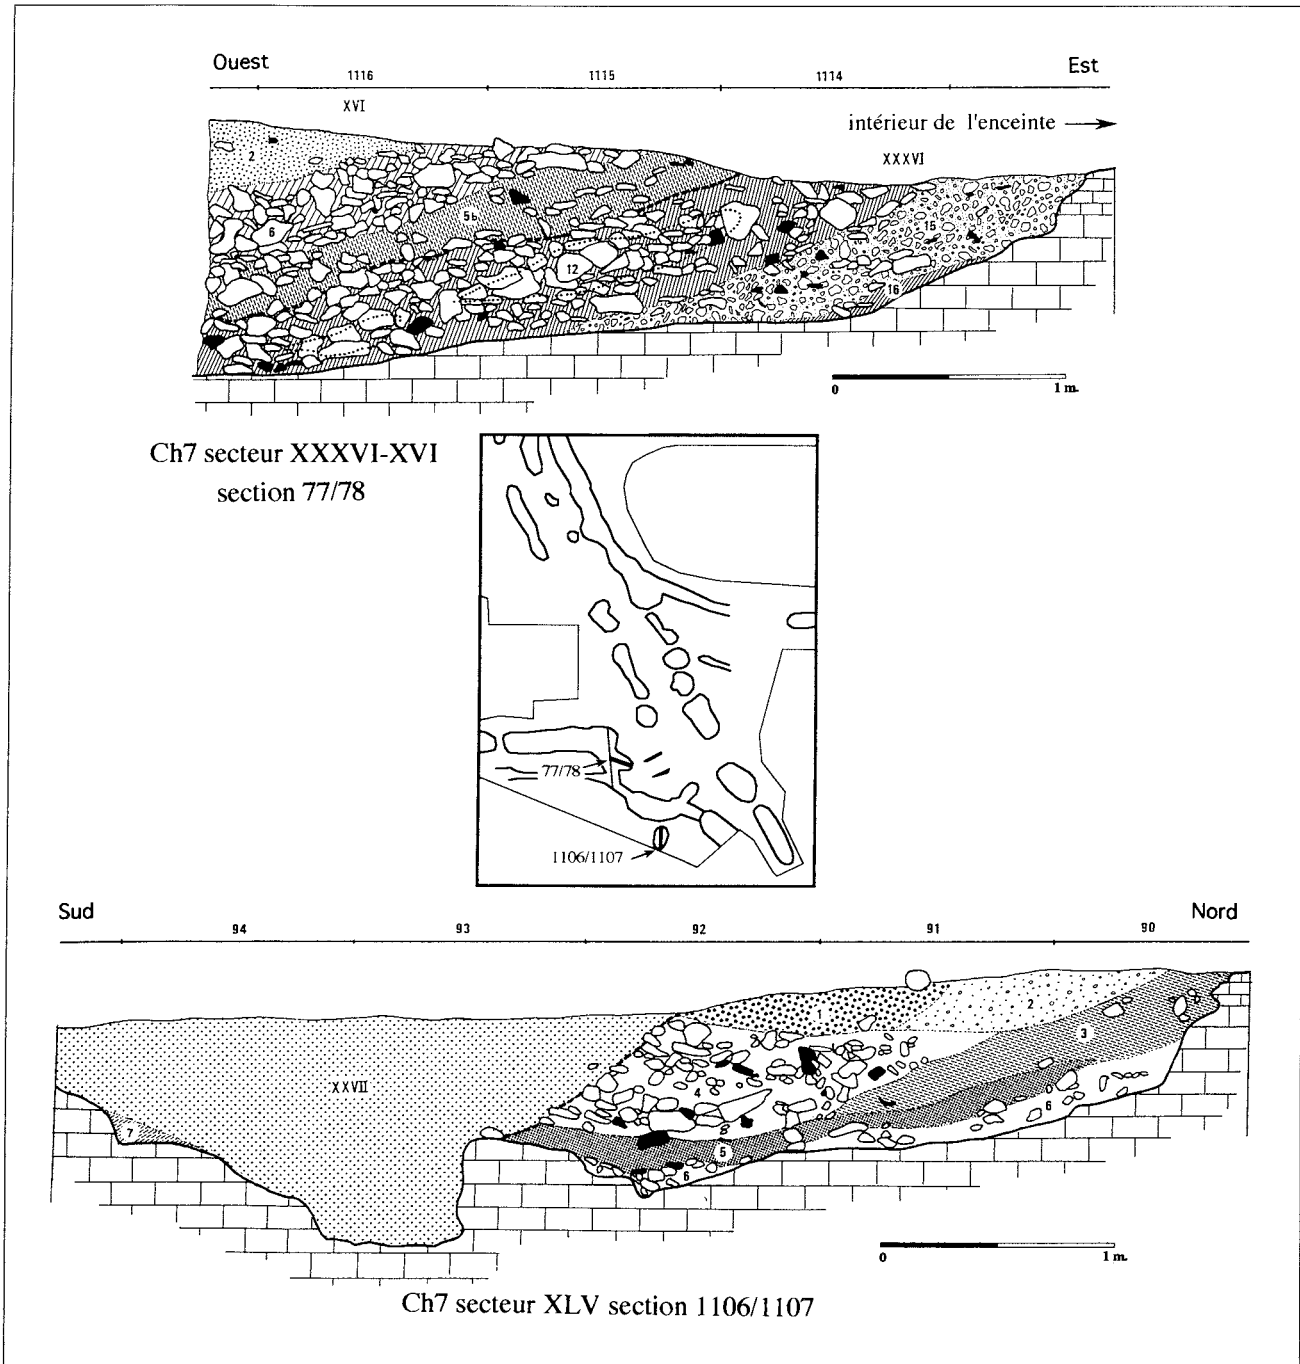 Ouest Est
1116 1115 1114
XVI
intérieur de l'enceinte
XXXVI
2
6
5b
12
15
16
0 1 m.
Ch7 secteur XXXVI-XVI
section 77/78
77/78
1106/1107
Sud Nord
94 93 92 91 90
1
2
3
XXVII
4
7
5
6
6
0 1 m.
Ch7 secteur XLV section 1106/1107